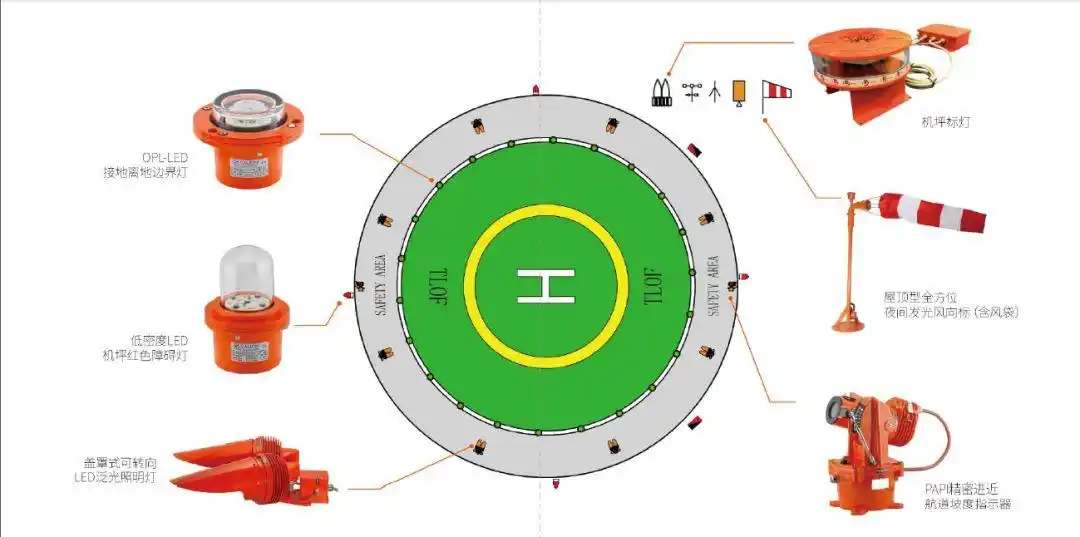 机坪标灯
OPL-LED
接地离地边界灯
TLOF
TLOF
SAFETY AREA
SAFETY AREA
H
屋顶型全方位
夜间发光风向标 (含风袋)
低密度LED
机坪红色障碍灯
盖罩式可转向
LED泛光照明灯
PAPI精密进近
航道坡度指示器